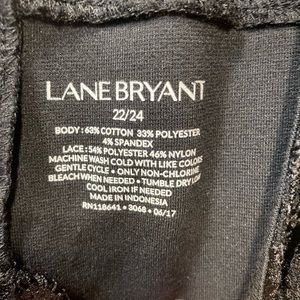 LANE BRYANT
22/24
BODY: 63% COTTON 33% POLYESTER
4% SPANDEX
LACE: 54% POLYESTER 46% NYLON
MACHINE WASH COLD WITH LIKE COLORS
GENTLE CYCLE • ONLY NON-CHLORINE
BLEACH WHEN NEEDED • TUMBLE DRY LOW
COOL IRON IF NEEDED
MADE IN INDONESIA
RN118641 • 3068 • 06/17